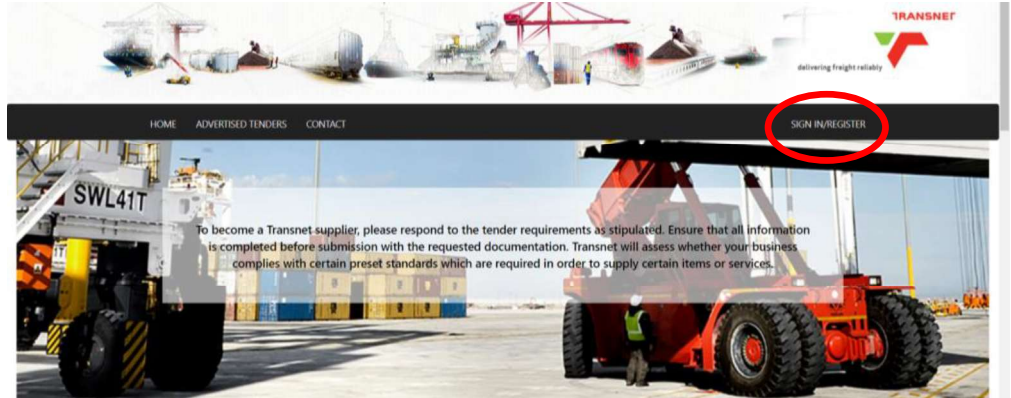 TRANSNET
delivering freight reliably
HOME ADVERTISED TENDERS CONTACT SIGN IN/REGISTER
SWL41T
To become a Transnet supplier, please respond to the tender requirements as stipulated. Ensure that all information
is completed before submission with the requested documentation. Transnet will assess whether your business
complies with certain preset standards which are required in order to supply certain items or services.